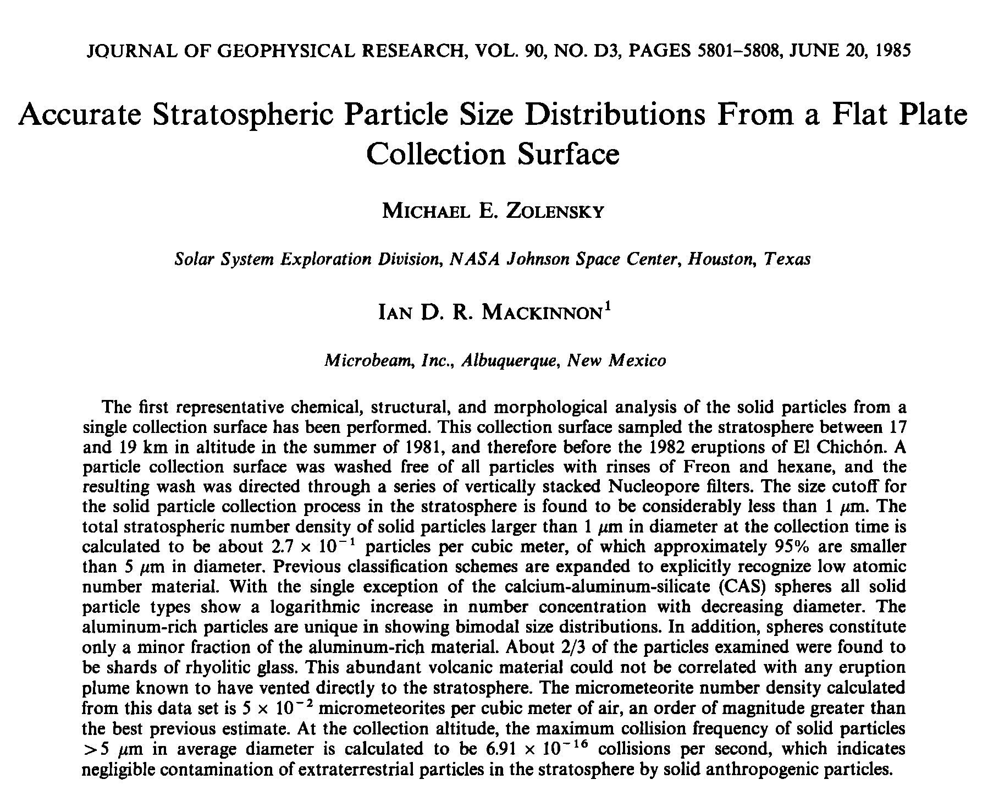 JOURNAL OF GEOPHYSICAL RESEARCH, VOL. 90, NO. D3, PAGES 5801–5808, JUNE 20, 1985
Accurate Stratospheric Particle Size Distributions From a Flat Plate
Collection Surface
MICHAEL E. ZOLENSKY
Solar System Exploration Division, NASA Johnson Space Center, Houston, Texas
IAN D. R. MACKINNON¹
Microbeam, Inc., Albuquerque, New Mexico
The first representative chemical, structural, and morphological analysis of the solid particles from a
single collection surface has been performed. This collection surface sampled the stratosphere between 17
and 19 km in altitude in the summer of 1981, and therefore before the 1982 eruptions of El Chichón. A
particle collection surface was washed free of all particles with rinses of Freon and hexane, and the
resulting wash was directed through a series of vertically stacked Nucleopore filters. The size cutoff for
the solid particle collection process in the stratosphere is found to be considerably less than 1 μm. The
total stratospheric number density of solid particles larger than 1 μm in diameter at the collection time is
calculated to be about 2.7 × 10⁻¹ particles per cubic meter, of which approximately 95% are smaller
than 5 μm in diameter. Previous classification schemes are expanded to explicitly recognize low atomic
number material. With the single exception of the calcium-aluminum-silicate (CAS) spheres all solid
particle types show a logarithmic increase in number concentration with decreasing diameter. The
aluminum-rich particles are unique in showing bimodal size distributions. In addition, spheres constitute
only a minor fraction of the aluminum-rich material. About 2/3 of the particles examined were found to
be shards of rhyolitic glass. This abundant volcanic material could not be correlated with any eruption
plume known to have vented directly to the stratosphere. The micrometeorite number density calculated
from this data set is 5 × 10⁻² micrometeorites per cubic meter of air, an order of magnitude greater than
the best previous estimate. At the collection altitude, the maximum collision frequency of solid particles
>5 μm in average diameter is calculated to be 6.91 × 10⁻¹⁶ collisions per second, which indicates
negligible contamination of extraterrestrial particles in the stratosphere by solid anthropogenic particles.